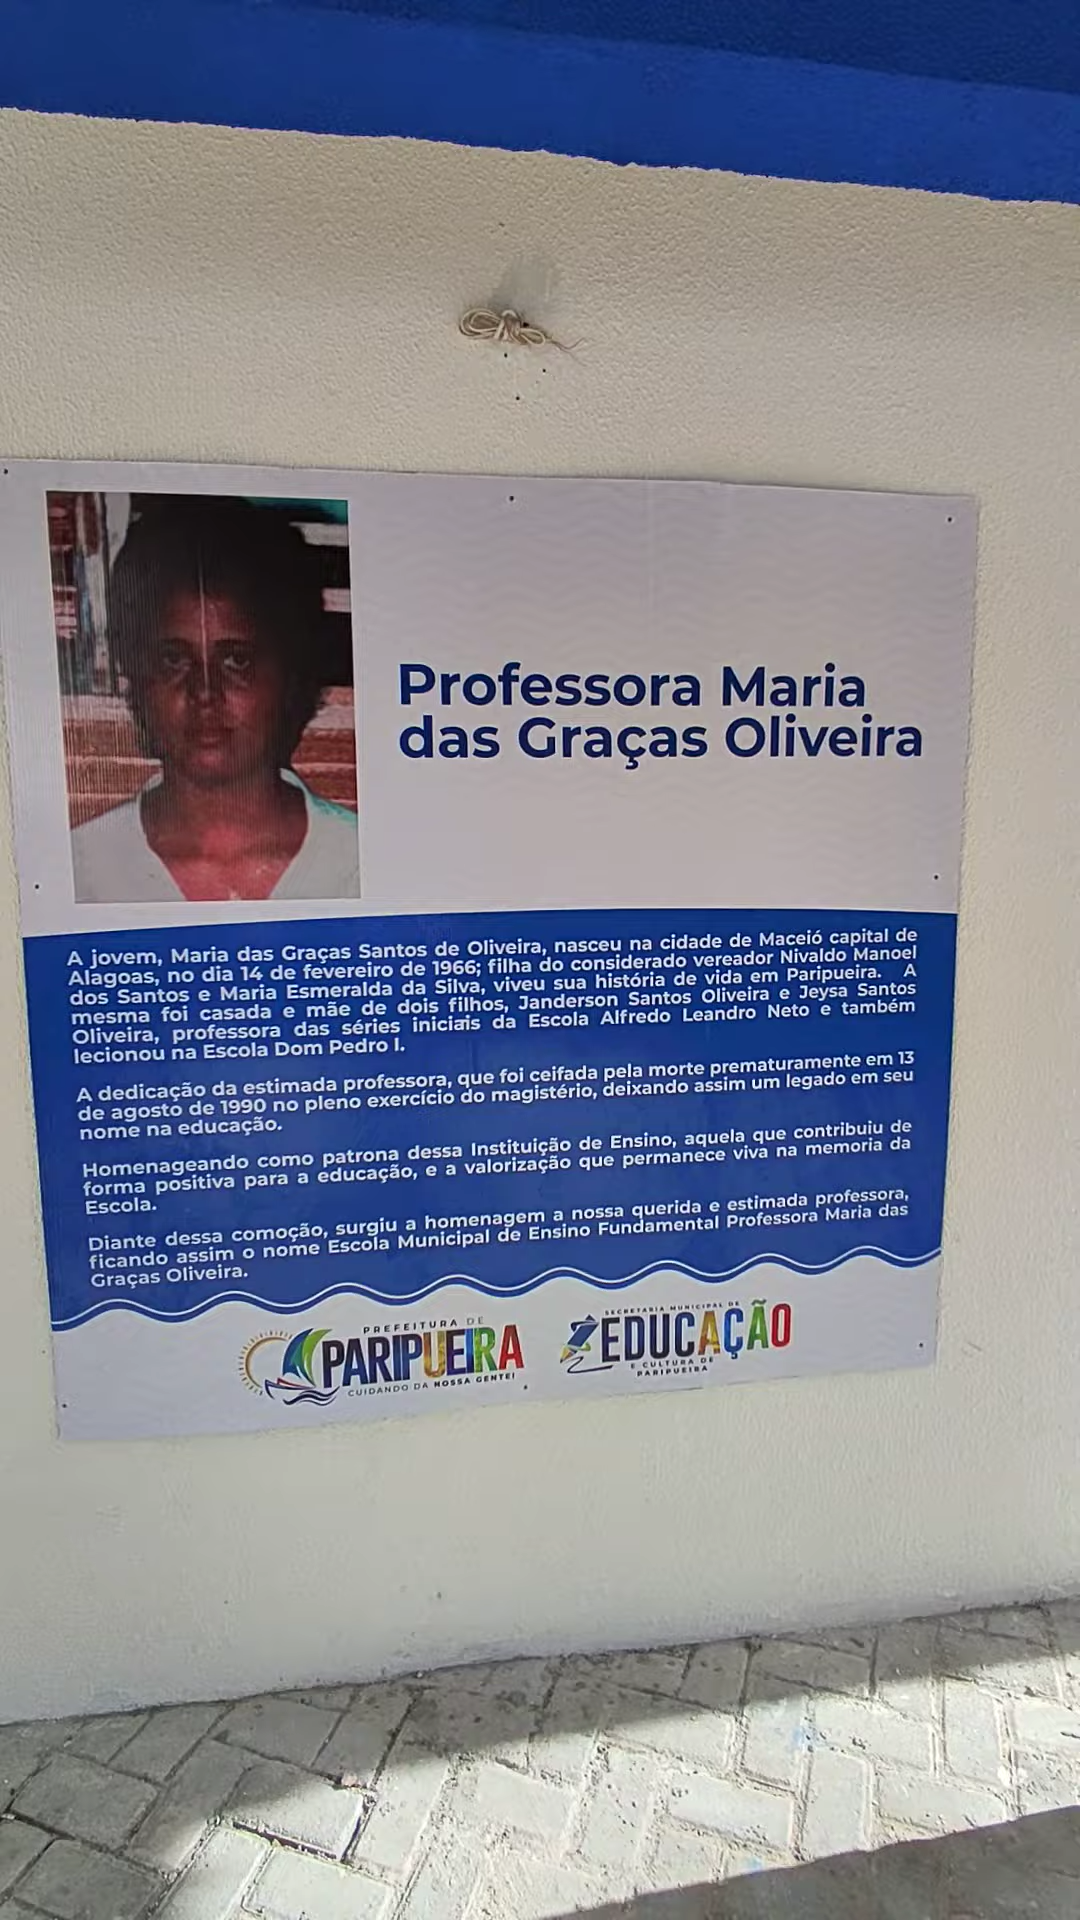 Professora Maria
das Graças Oliveira
A jovem, Maria das Graças Santos de Oliveira, nasceu na cidade de Maceió capital de
Alagoas, no dia 14 de fevereiro de 1966; filha do considerado vereador Nivaldo Manoel
dos Santos e Maria Esmeralda da Silva, viveu sua história de vida em Paripueira. A
mesma foi casada e mãe de dois filhos, Janderson Santos Oliveira e Jeysa Santos
Oliveira, professora das séries iniciais da Escola Alfredo Leandro Neto e também
lecionou na Escola Dom Pedro I.
A dedicação da estimada professora, que foi ceifada pela morte prematuramente em 13
de agosto de 1990 no pleno exercício do magistério, deixando assim um legado em seu
nome na educação.
Homenageando como patrona dessa Instituição de Ensino, aquela que contribuiu de
forma positiva para a educação, e a valorização que permanece viva na memoria da
Escola.
Diante dessa comoção, surgiu a homenagem a nossa querida e estimada professora,
ficando assim o nome Escola Municipal de Ensino Fundamental Professora Maria das
Graças Oliveira.
PREFEITURA DE
PARIPUEIRA
CUIDANDO DA NOSSA GENTE!
SECRETARIA MUNICIPAL DE
EDUCAÇÃO
E CULTURA DE
PARIPUEIRA